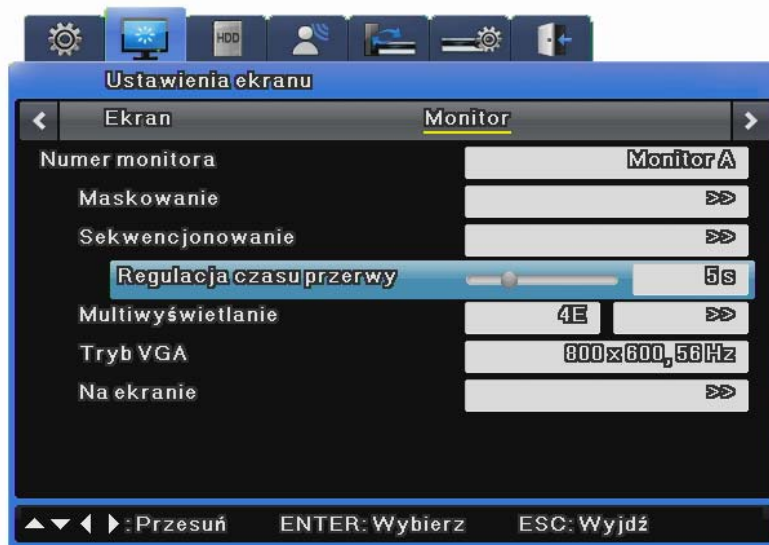 HDD
Ustawienia ekranu
Ekran Monitor
Numer monitora Monitor A
Maskowanie >>
Sekwencjonowanie >>
Regulacja czasu przerwy 5 s
Multiwyświetlanie 4E >>
Tryb VGA 800 x 600, 56 Hz
Na ekranie >>
:Przesuń ENTER: Wybierz ESC: Wyjdź